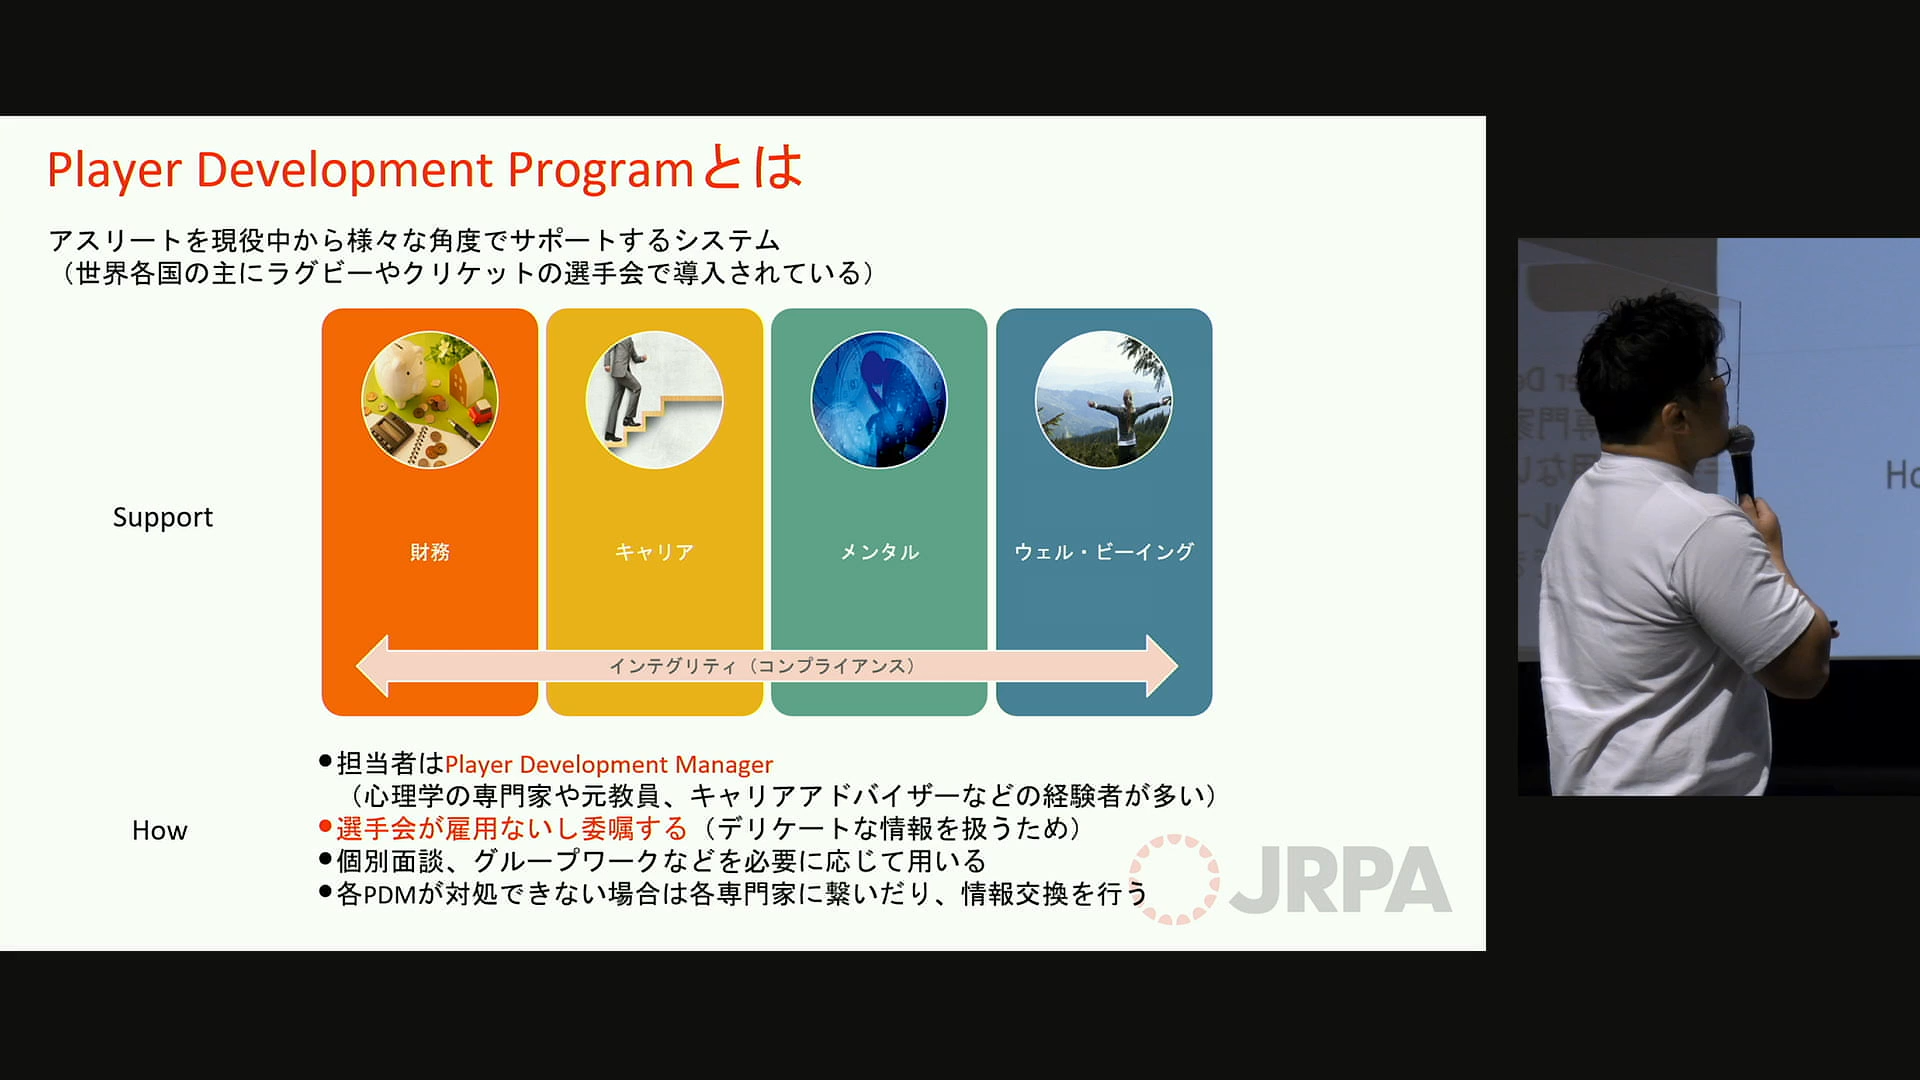 Player Development Programとは
アスリートを現役中から様々な角度でサポートするシステム
（世界各国の主にラグビーやクリケットの選手会で導入されている）
Support
財務
キャリア
メンタル
ウェル・ビーイング
インテグリティ（コンプライアンス）
How
•担当者はPlayer Development Manager
（心理学の専門家や元教員、キャリアアドバイザーなどの経験者が多い）
•選手会が雇用ないし委嘱する（デリケートな情報を扱うため）
•個別面談、グループワークなどを必要に応じて用いる
•各PDMが対処できない場合は各専門家に繋いだり、情報交換を行う
JRPA
Ho